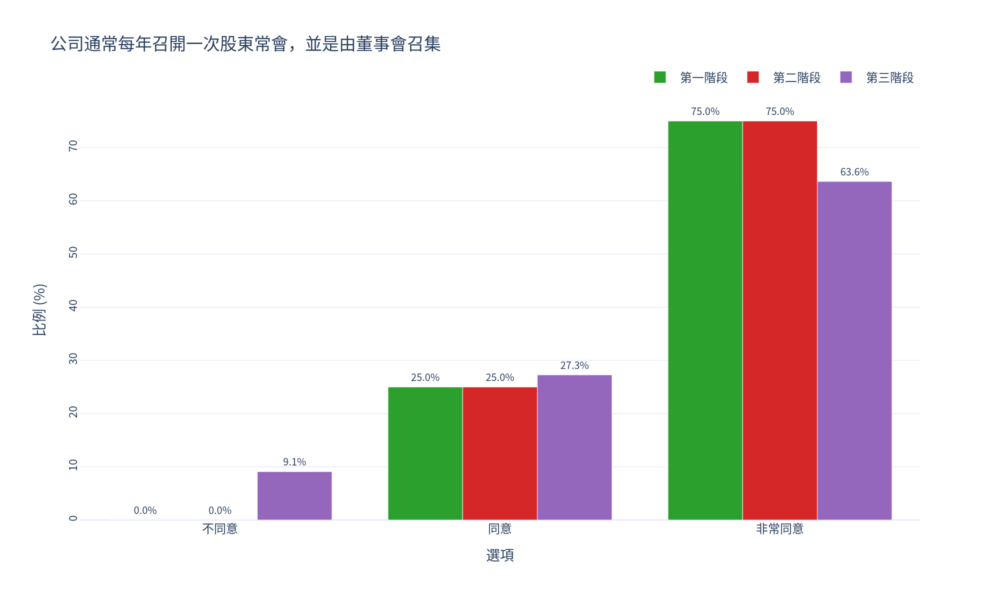 公司通常每年召開一次股東常會，並是由董事會召集
第一階段 第二階段 第三階段
75.0% 75.0%
70
63.6%
60
50
比例 (%)
40
30
27.3%
25.0% 25.0%
20
9.1%
10
0.0% 0.0%
0
不同意 同意 非常同意
選項